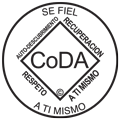 SE FIEL
AUTO-DESCUBRIMIENTO
RECUPERACION
CoDA
RESPETO
A TI MISMO
©
A TI MISMO